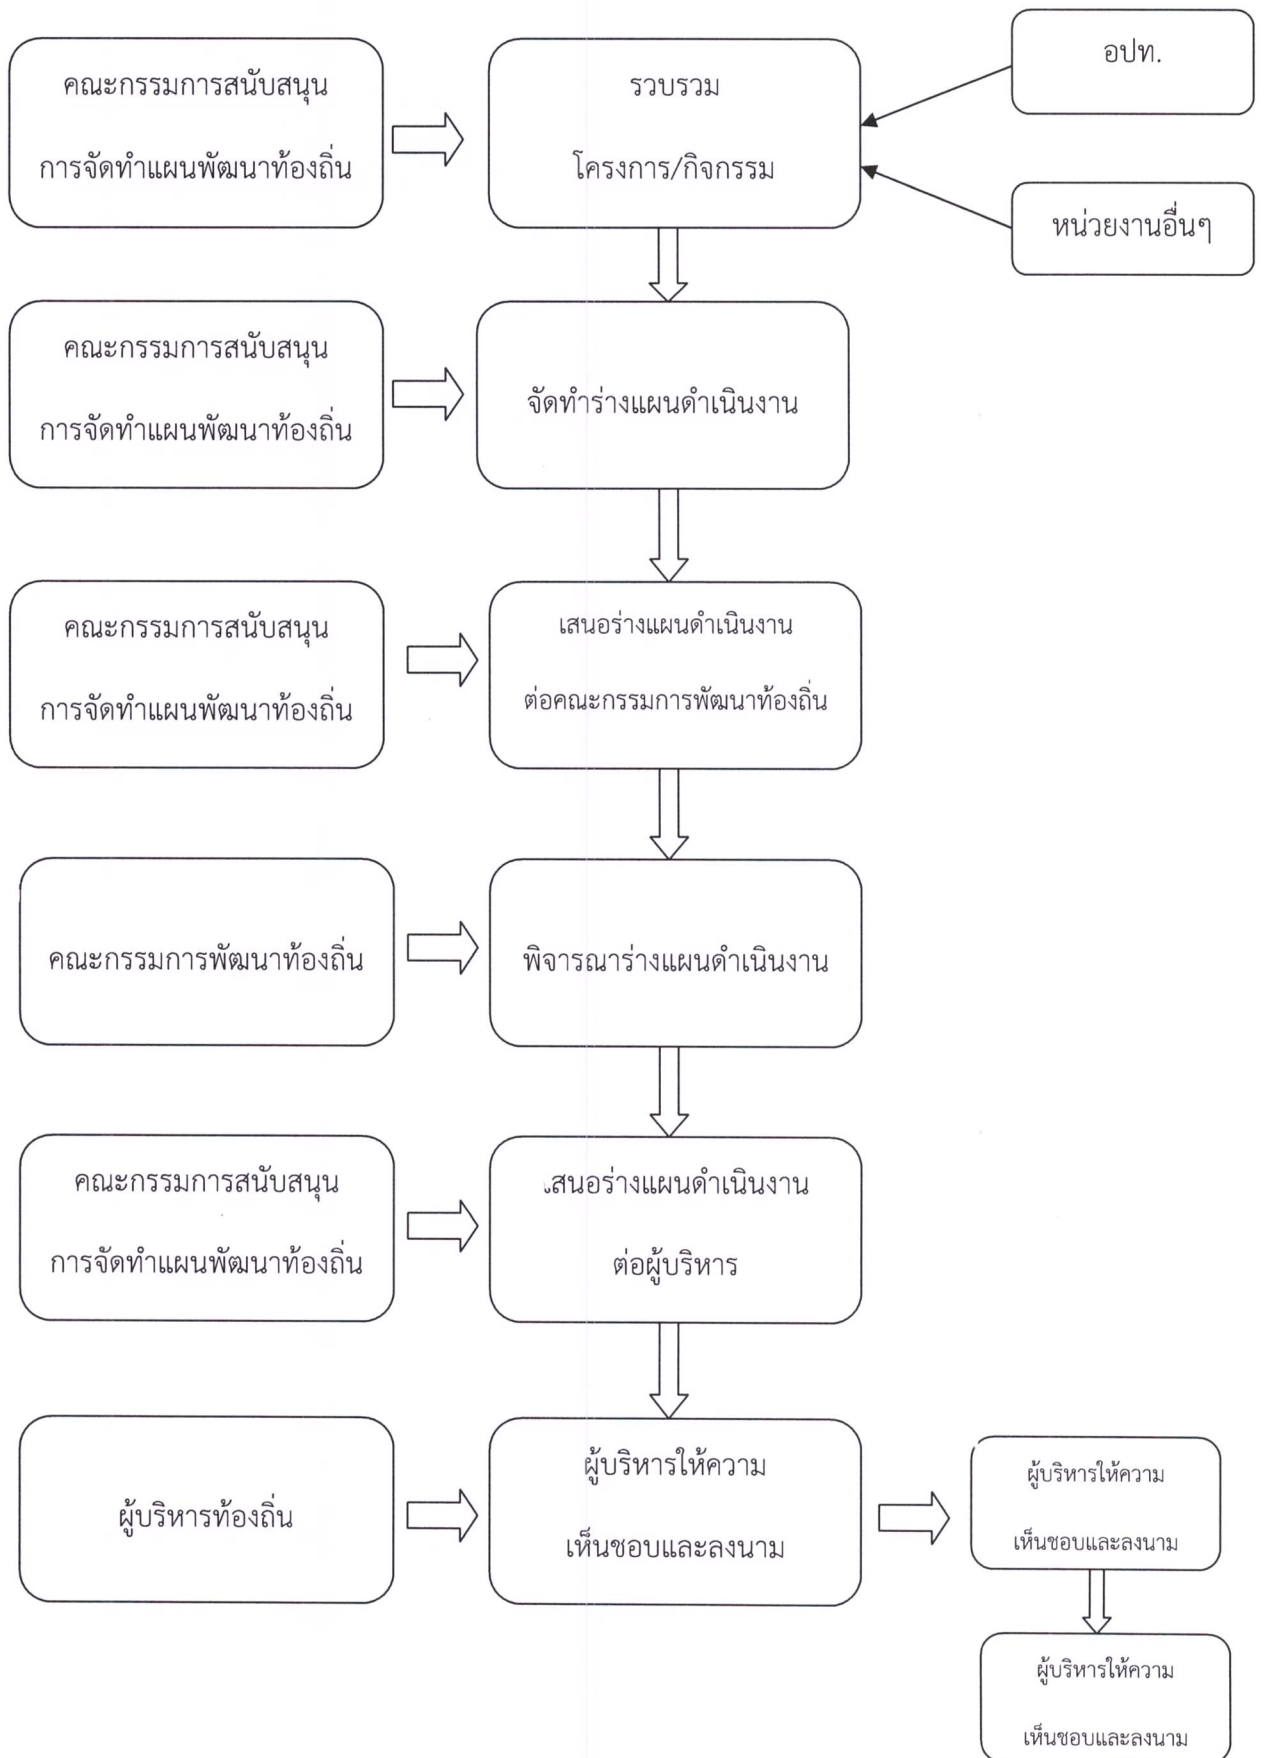 คณะกรรมการสนับสนุน
การจัดทำแผนพัฒนาท้องถิ่น
รวบรวม
โครงการ/กิจกรรม
อปท.
หน่วยงานอื่นๆ
คณะกรรมการสนับสนุน
การจัดทำแผนพัฒนาท้องถิ่น
จัดทำร่างแผนดำเนินงาน
คณะกรรมการสนับสนุน
การจัดทำแผนพัฒนาท้องถิ่น
เสนอร่างแผนดำเนินงาน
ต่อคณะกรรมการพัฒนาท้องถิ่น
คณะกรรมการพัฒนาท้องถิ่น
พิจารณาร่างแผนดำเนินงาน
คณะกรรมการสนับสนุน
การจัดทำแผนพัฒนาท้องถิ่น
เสนอร่างแผนดำเนินงาน
ต่อผู้บริหาร
ผู้บริหารท้องถิ่น
ผู้บริหารให้ความ
เห็นชอบและลงนาม
ผู้บริหารให้ความ
เห็นชอบและลงนาม
ผู้บริหารให้ความ
เห็นชอบและลงนาม